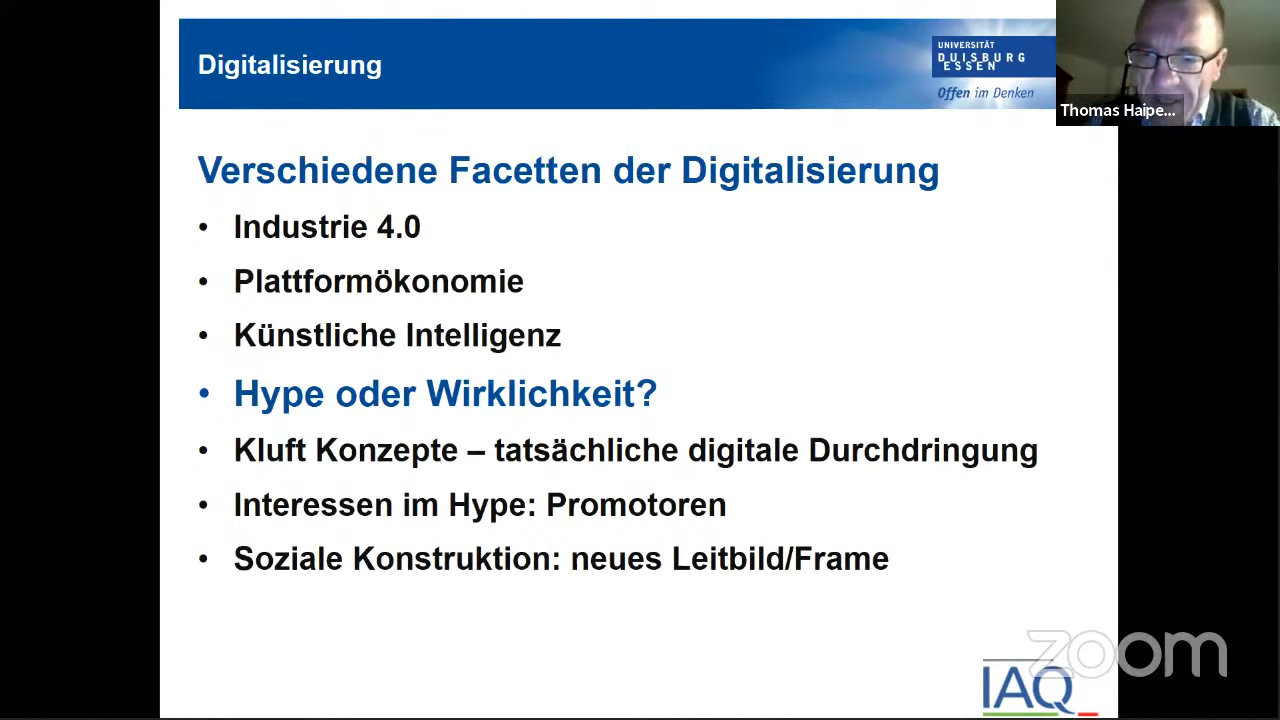 Digitalisierung
UNIVERSITÄT
DUISBURG
ESSEN
Offen im Denken
Thomas Haipe...
Verschiedene Facetten der Digitalisierung
• Industrie 4.0
• Plattformökonomie
• Künstliche Intelligenz
• Hype oder Wirklichkeit?
• Kluft Konzepte – tatsächliche digitale Durchdringung
• Interessen im Hype: Promotoren
• Soziale Konstruktion: neues Leitbild/Frame
zoom
IAQ